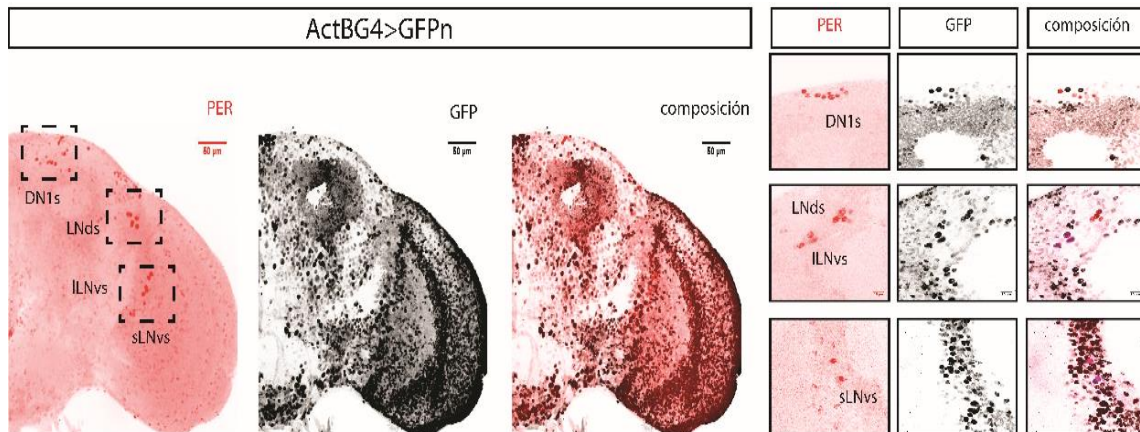 ActBG4>GFPn
PER
GFP
composición
PER
50 µm
GFP
50 µm
composición
50 µm
DN1s
LNds
lLNvs
sLNvs
DN1s
LNds
lLNvs
sLNvs